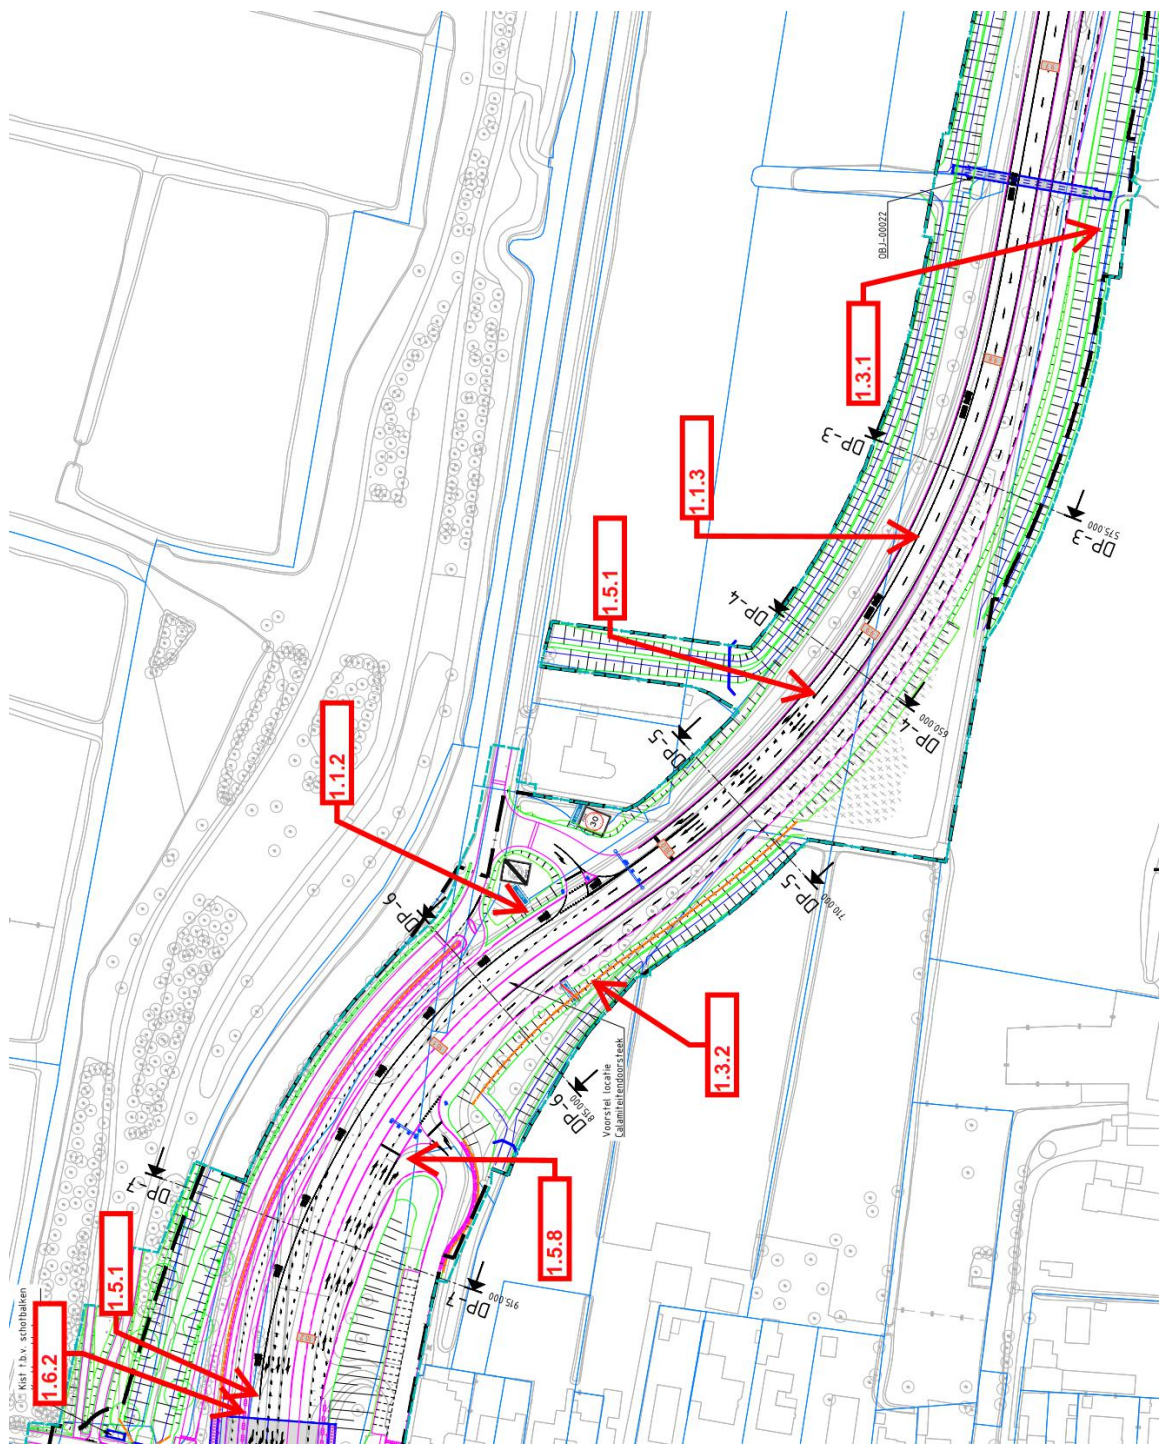 OBJ-00022
1.3.1
DP-3
1.1.3
DP-3
575.000
1.5.1
DP-4
DP-4
650.000
DP-5
1.1.2
30
DP-5
710.000
DP-6
1.3.2
Voorstel locatie
Calamiteitendoorsteek
DP-6
815.000
DP-7
1.5.8
1.5.1
DP-7
915.000
Kist t.b.v. schotbalken
1.6.2